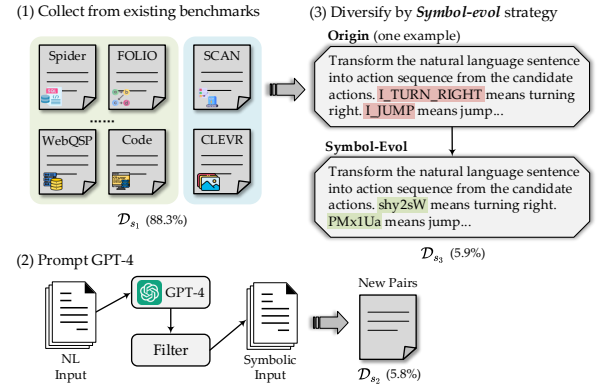 (1) Collect from existing benchmarks
Spider
FOLIO
SCAN
......
WebQSP
Code
CLEVR
𝒟ₛ₁ (88.3%)
(3) Diversify by Symbol-evol strategy
Origin (one example)
Transform the natural language sentence
into action sequence from the candidate
actions. I_TURN_RIGHT means turning
right. I_JUMP means jump...
Symbol-Evol
Transform the natural language sentence
into action sequence from the candidate
actions. shy2sW means turning right.
PMx1Ua means jump...
𝒟ₛ₃ (5.9%)
(2) Prompt GPT-4
NL
Input
GPT-4
Filter
Symbolic
Input
New Pairs
𝒟ₛ₂ (5.8%)